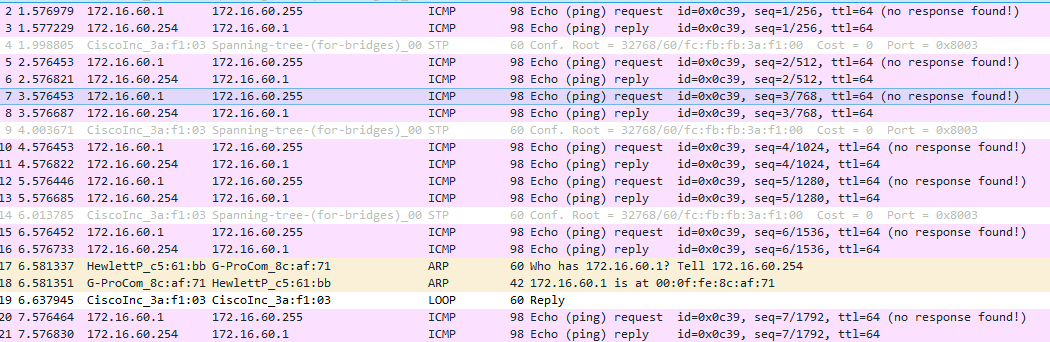 2 1.576979 172.16.60.1 172.16.60.255 ICMP 98 Echo (ping) request id=0x0c39, seq=1/256, ttl=64 (no response found!)
3 1.577229 172.16.60.254 172.16.60.1 ICMP 98 Echo (ping) reply id=0x0c39, seq=1/256, ttl=64
4 1.998805 CiscoInc_3a:f1:03 Spanning-tree-(for-bridges)_00 STP 60 Conf. Root = 32768/60/fc:fb:fb:3a:f1:00 Cost = 0 Port = 0x8003
5 2.576453 172.16.60.1 172.16.60.255 ICMP 98 Echo (ping) request id=0x0c39, seq=2/512, ttl=64 (no response found!)
6 2.576821 172.16.60.254 172.16.60.1 ICMP 98 Echo (ping) reply id=0x0c39, seq=2/512, ttl=64
7 3.576453 172.16.60.1 172.16.60.255 ICMP 98 Echo (ping) request id=0x0c39, seq=3/768, ttl=64 (no response found!)
8 3.576687 172.16.60.254 172.16.60.1 ICMP 98 Echo (ping) reply id=0x0c39, seq=3/768, ttl=64
9 4.003671 CiscoInc_3a:f1:03 Spanning-tree-(for-bridges)_00 STP 60 Conf. Root = 32768/60/fc:fb:fb:3a:f1:00 Cost = 0 Port = 0x8003
10 4.576453 172.16.60.1 172.16.60.255 ICMP 98 Echo (ping) request id=0x0c39, seq=4/1024, ttl=64 (no response found!)
11 4.576822 172.16.60.254 172.16.60.1 ICMP 98 Echo (ping) reply id=0x0c39, seq=4/1024, ttl=64
12 5.576446 172.16.60.1 172.16.60.255 ICMP 98 Echo (ping) request id=0x0c39, seq=5/1280, ttl=64 (no response found!)
13 5.576685 172.16.60.254 172.16.60.1 ICMP 98 Echo (ping) reply id=0x0c39, seq=5/1280, ttl=64
14 6.013785 CiscoInc_3a:f1:03 Spanning-tree-(for-bridges)_00 STP 60 Conf. Root = 32768/60/fc:fb:fb:3a:f1:00 Cost = 0 Port = 0x8003
15 6.576452 172.16.60.1 172.16.60.255 ICMP 98 Echo (ping) request id=0x0c39, seq=6/1536, ttl=64 (no response found!)
16 6.576733 172.16.60.254 172.16.60.1 ICMP 98 Echo (ping) reply id=0x0c39, seq=6/1536, ttl=64
17 6.581337 HewlettP_c5:61:bb G-ProCom_8c:af:71 ARP 60 Who has 172.16.60.1? Tell 172.16.60.254
18 6.581351 G-ProCom_8c:af:71 HewlettP_c5:61:bb ARP 42 172.16.60.1 is at 00:0f:fe:8c:af:71
19 6.637945 CiscoInc_3a:f1:03 CiscoInc_3a:f1:03 LOOP 60 Reply
20 7.576464 172.16.60.1 172.16.60.255 ICMP 98 Echo (ping) request id=0x0c39, seq=7/1792, ttl=64 (no response found!)
21 7.576830 172.16.60.254 172.16.60.1 ICMP 98 Echo (ping) reply id=0x0c39, seq=7/1792, ttl=64